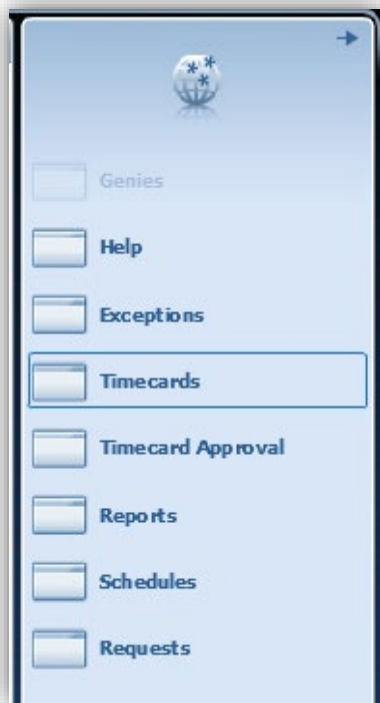 Genies
Help
Exceptions
Timecards
Timecard Approval
Reports
Schedules
Requests